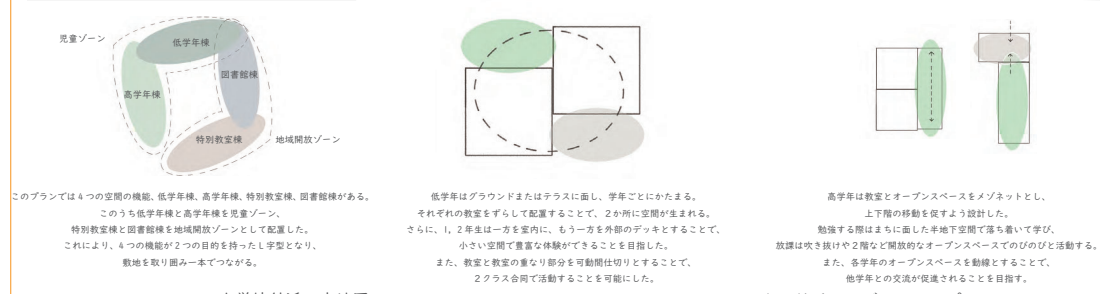 児童ゾーン
低学年棟
図書館棟
高学年棟
特別教室棟
地域開放ゾーン
このプランでは4つの空間の機能、低学年棟、高学年棟、特別教室棟、図書館棟がある。
このうち低学年棟と高学年棟を児童ゾーン、
特別教室棟と図書館棟を地域開放ゾーンとして配置した。
これにより、4つの機能が2つの目的を持ったL字型となり、
敷地を取り囲み一本でつながる。
低学年はグラウンドまたはテラスに面し、学年ごとにかたまる。
それぞれの教室をずらして配置することで、2か所に空間が生まれる。
さらに、1, 2年生は一方を室内に、もう一方を外部のデッキとすることで、
小さい空間で豊富な体験ができることを目指した。
また、教室と教室の重なり部分を可動間仕切りとすることで、
2クラス合同で活動することを可能にした。
高学年は教室とオープンスペースをメゾネットとし、
上下階の移動を促すよう設計した。
勉強する際はまちに面した半地下空間で落ち着いて学び、
放課は吹き抜けや2階など開放的なオープンスペースでのびのびと活動する。
また、各学年のオープンスペースを動線とすることで、
他学年との交流が促進されることを目指す。